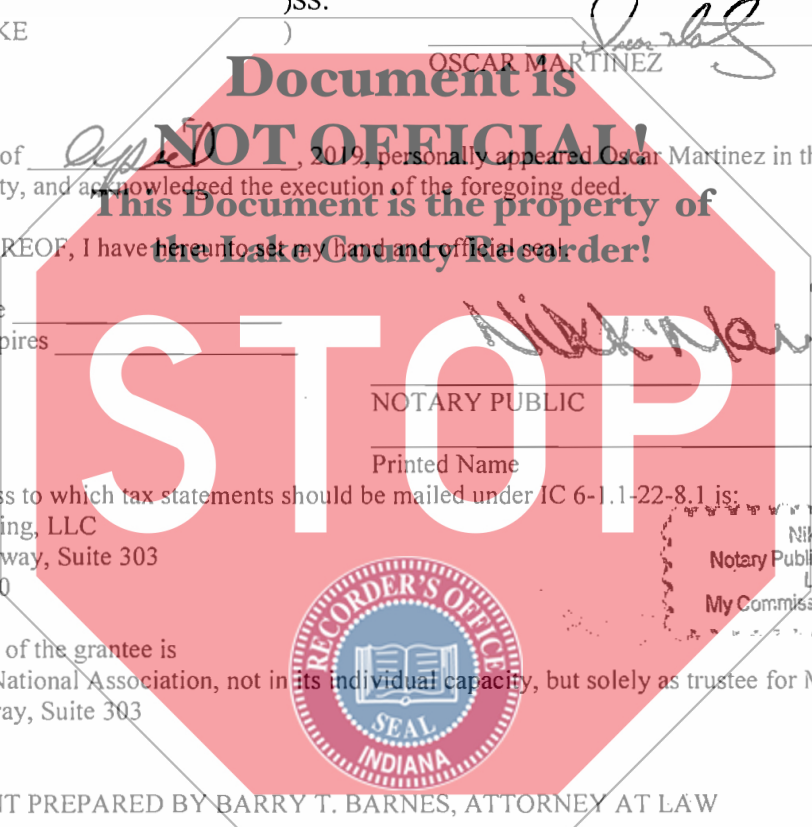 )SS.
KE )
OSCAR MARTINEZ
Document is
NOT OFFICIAL!
of April, 2019, personally appeared Oscar Martinez in th
ty, and acknowledged the execution of the foregoing deed.
This Document is the property of
the Lake County Recorder!
REOF, I have hereunto set my hand and official seal.
e
pires
STOP
NOTARY PUBLIC
Printed Name
ss to which tax statements should be mailed under IC 6-1.1-22-8.1 is:
ing, LLC
way, Suite 303
0
Nik
Notary Publi
L
My Commiss
RECORDER'S OFFICE
SEAL
INDIANA
of the grantee is
National Association, not in its individual capacity, but solely as trustee for M
ay, Suite 303
NT PREPARED BY BARRY T. BARNES, ATTORNEY AT LAW